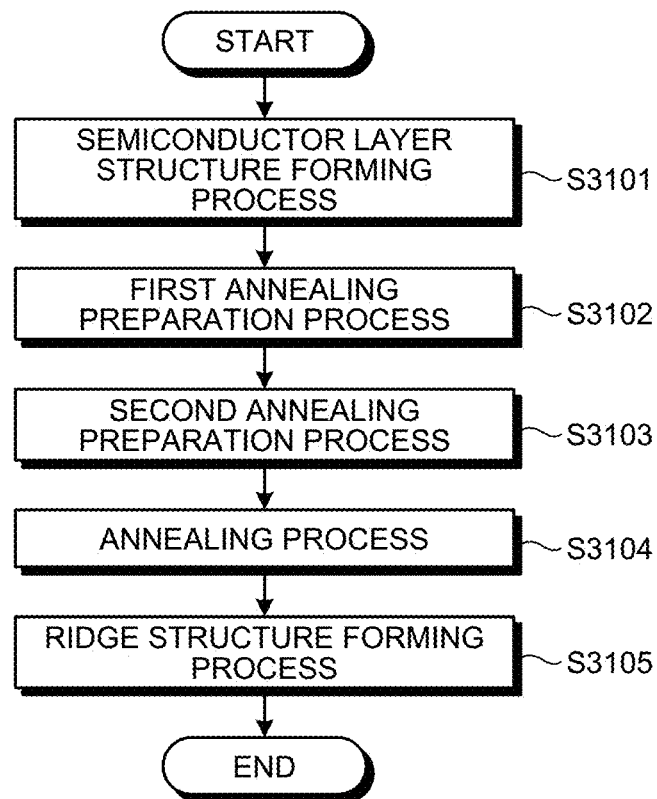 START
SEMICONDUCTOR LAYER
STRUCTURE FORMING
PROCESS
S3101
FIRST ANNEALING
PREPARATION PROCESS
S3102
SECOND ANNEALING
PREPARATION PROCESS
S3103
ANNEALING PROCESS
S3104
RIDGE STRUCTURE FORMING
PROCESS
S3105
END